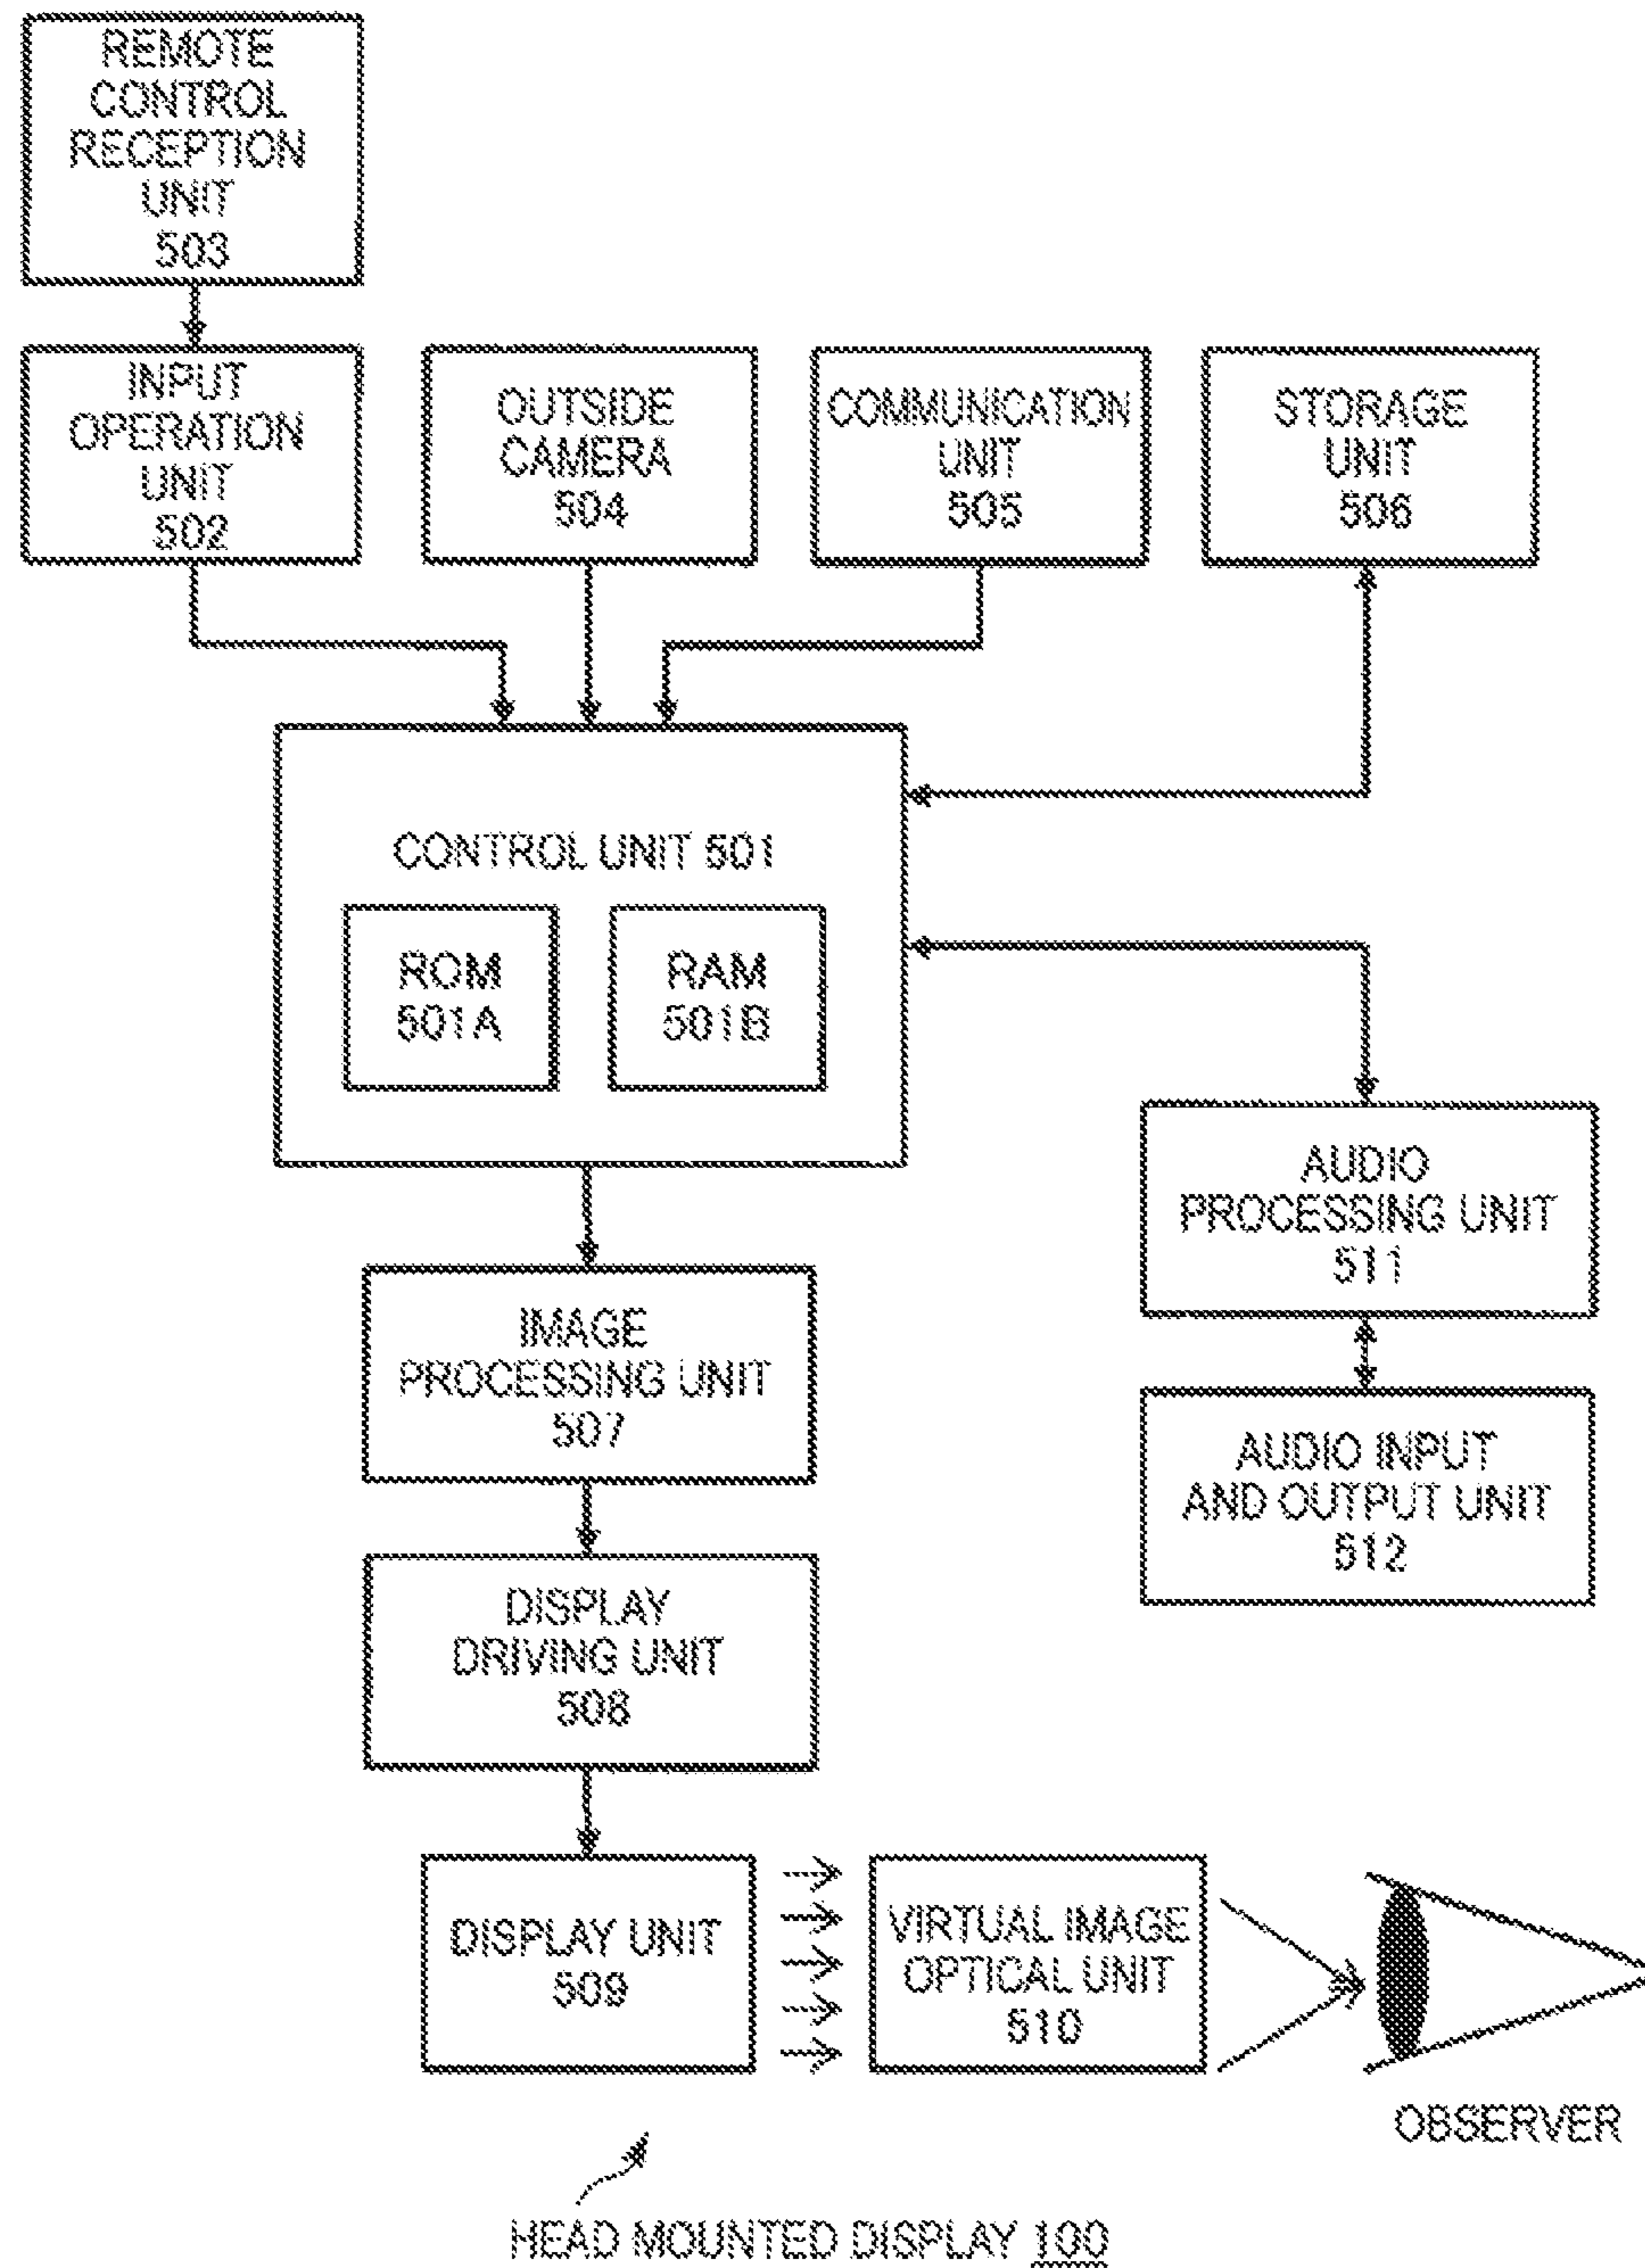 REMOTE
CONTROL
RECEPTION
UNIT
503
INPUT
OPERATION
UNIT
502
OUTSIDE
CAMERA
504
COMMUNICATION
UNIT
505
STORAGE
UNIT
506
CONTROL UNIT 501
ROM
501A
RAM
501B
AUDIO
PROCESSING UNIT
511
IMAGE
PROCESSING UNIT
507
AUDIO INPUT
AND OUTPUT UNIT
512
DISPLAY
DRIVING UNIT
508
DISPLAY UNIT
509
VIRTUAL IMAGE
OPTICAL UNIT
510
OBSERVER
HEAD MOUNTED DISPLAY 100